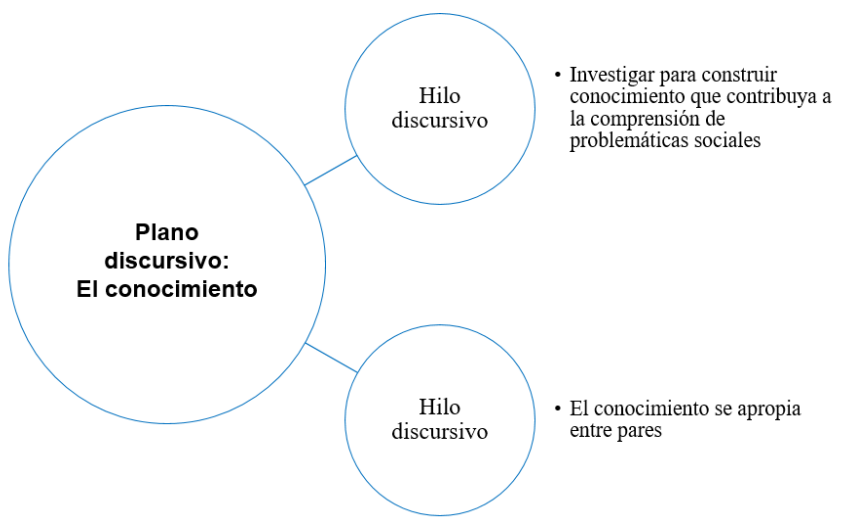 Plano
discursivo:
El conocimiento
Hilo
discursivo
• Investigar para construir
conocimiento que contribuya a
la comprensión de
problemáticas sociales
Hilo
discursivo
• El conocimiento se apropia
entre pares